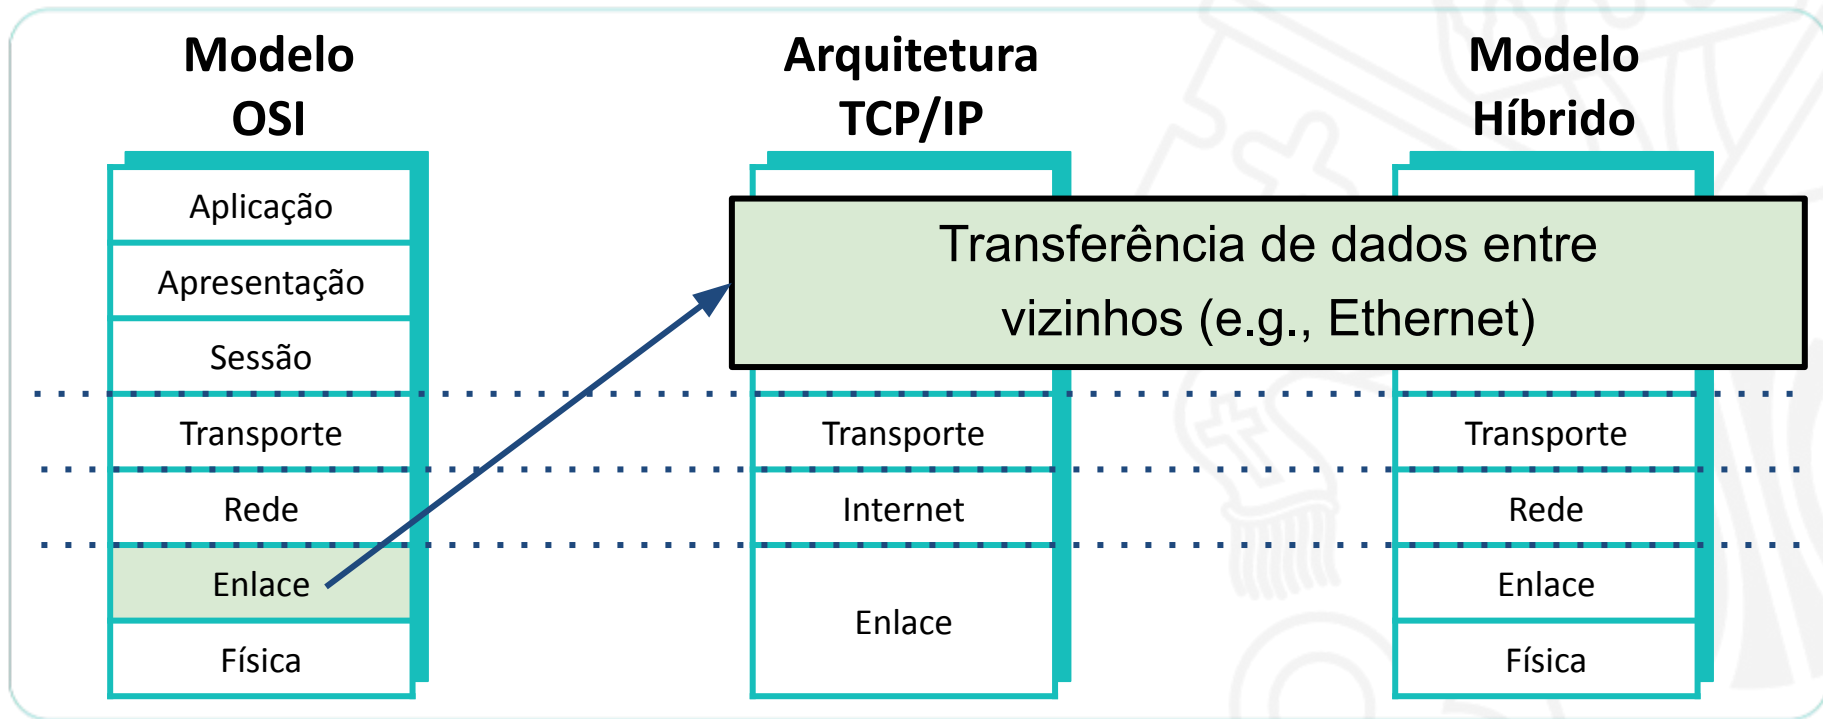 Modelo
OSI
Aplicação
Apresentação
Sessão
Transporte
Rede
Enlace
Física
Arquitetura
TCP/IP
Transporte
Internet
Enlace
Modelo
Híbrido
Transporte
Rede
Enlace
Física
Transferência de dados entre
vizinhos (e.g., Ethernet)